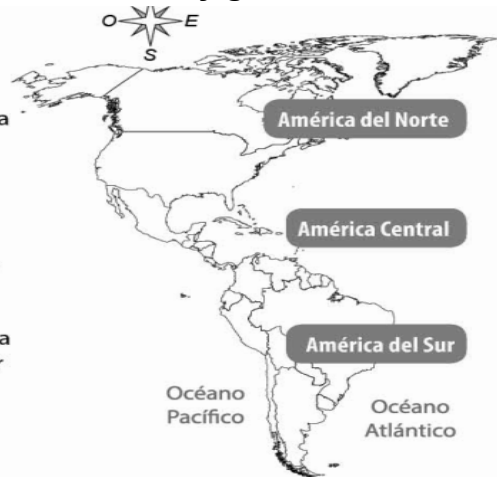 O E
S
América del Norte
América Central
América del Sur
Océano
Pacífico
Océano
Atlántico